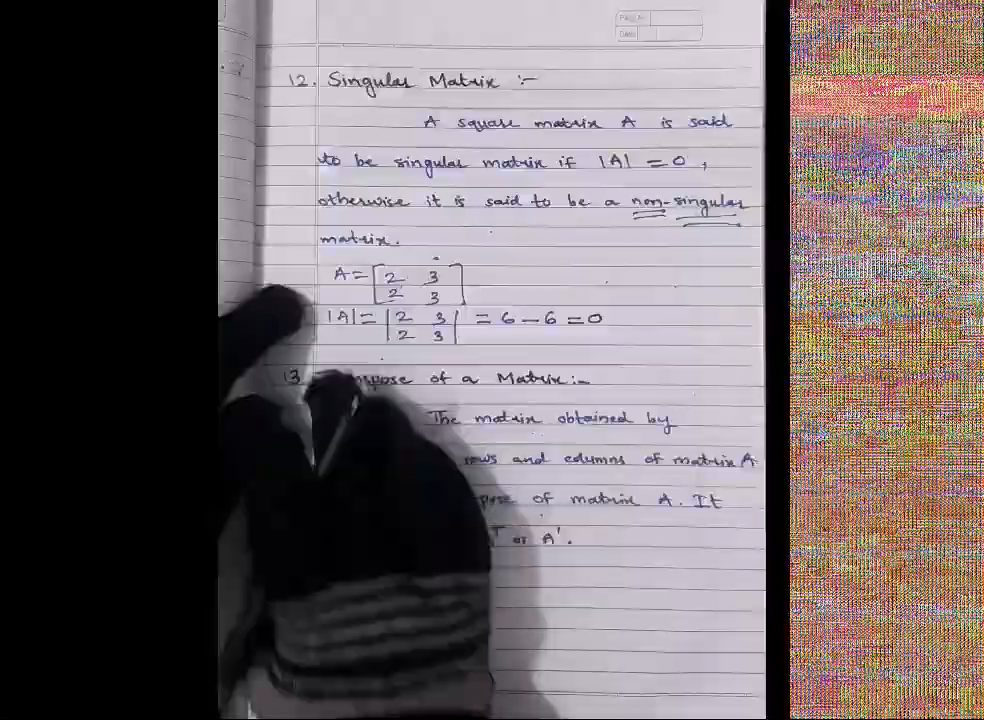 12. Singular Matrix :-
A square matrix A is said
to be singular matrix if |A| = 0 ,
otherwise it is said to be a non-singular
matrix.
A = [ 2 3
2 3 ]
|A| = | 2 3 | = 6 - 6 = 0
| 2 3 |
13 of a Matrix :-
The matrix obtained by
rows and columns of matrix A
of matrix A. It
or A'.